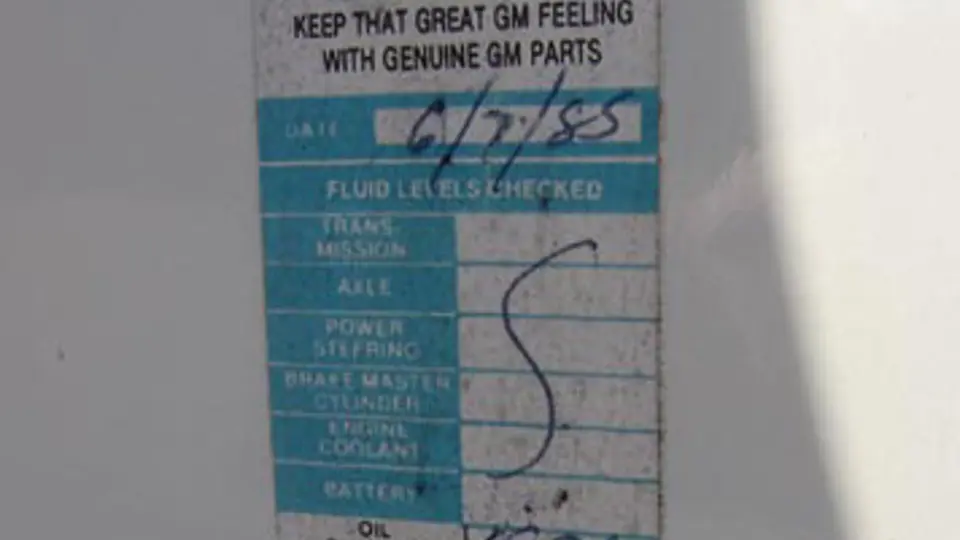 KEEP THAT GREAT GM FEELING
WITH GENUINE GM PARTS
DATE 6/7/85
FLUID LEVELS CHECKED
TRANS-
MISSION
AXLE
POWER
STEERING
BRAKE MASTER
CYLINDER
ENGINE
COOLANT
BATTERY
OIL